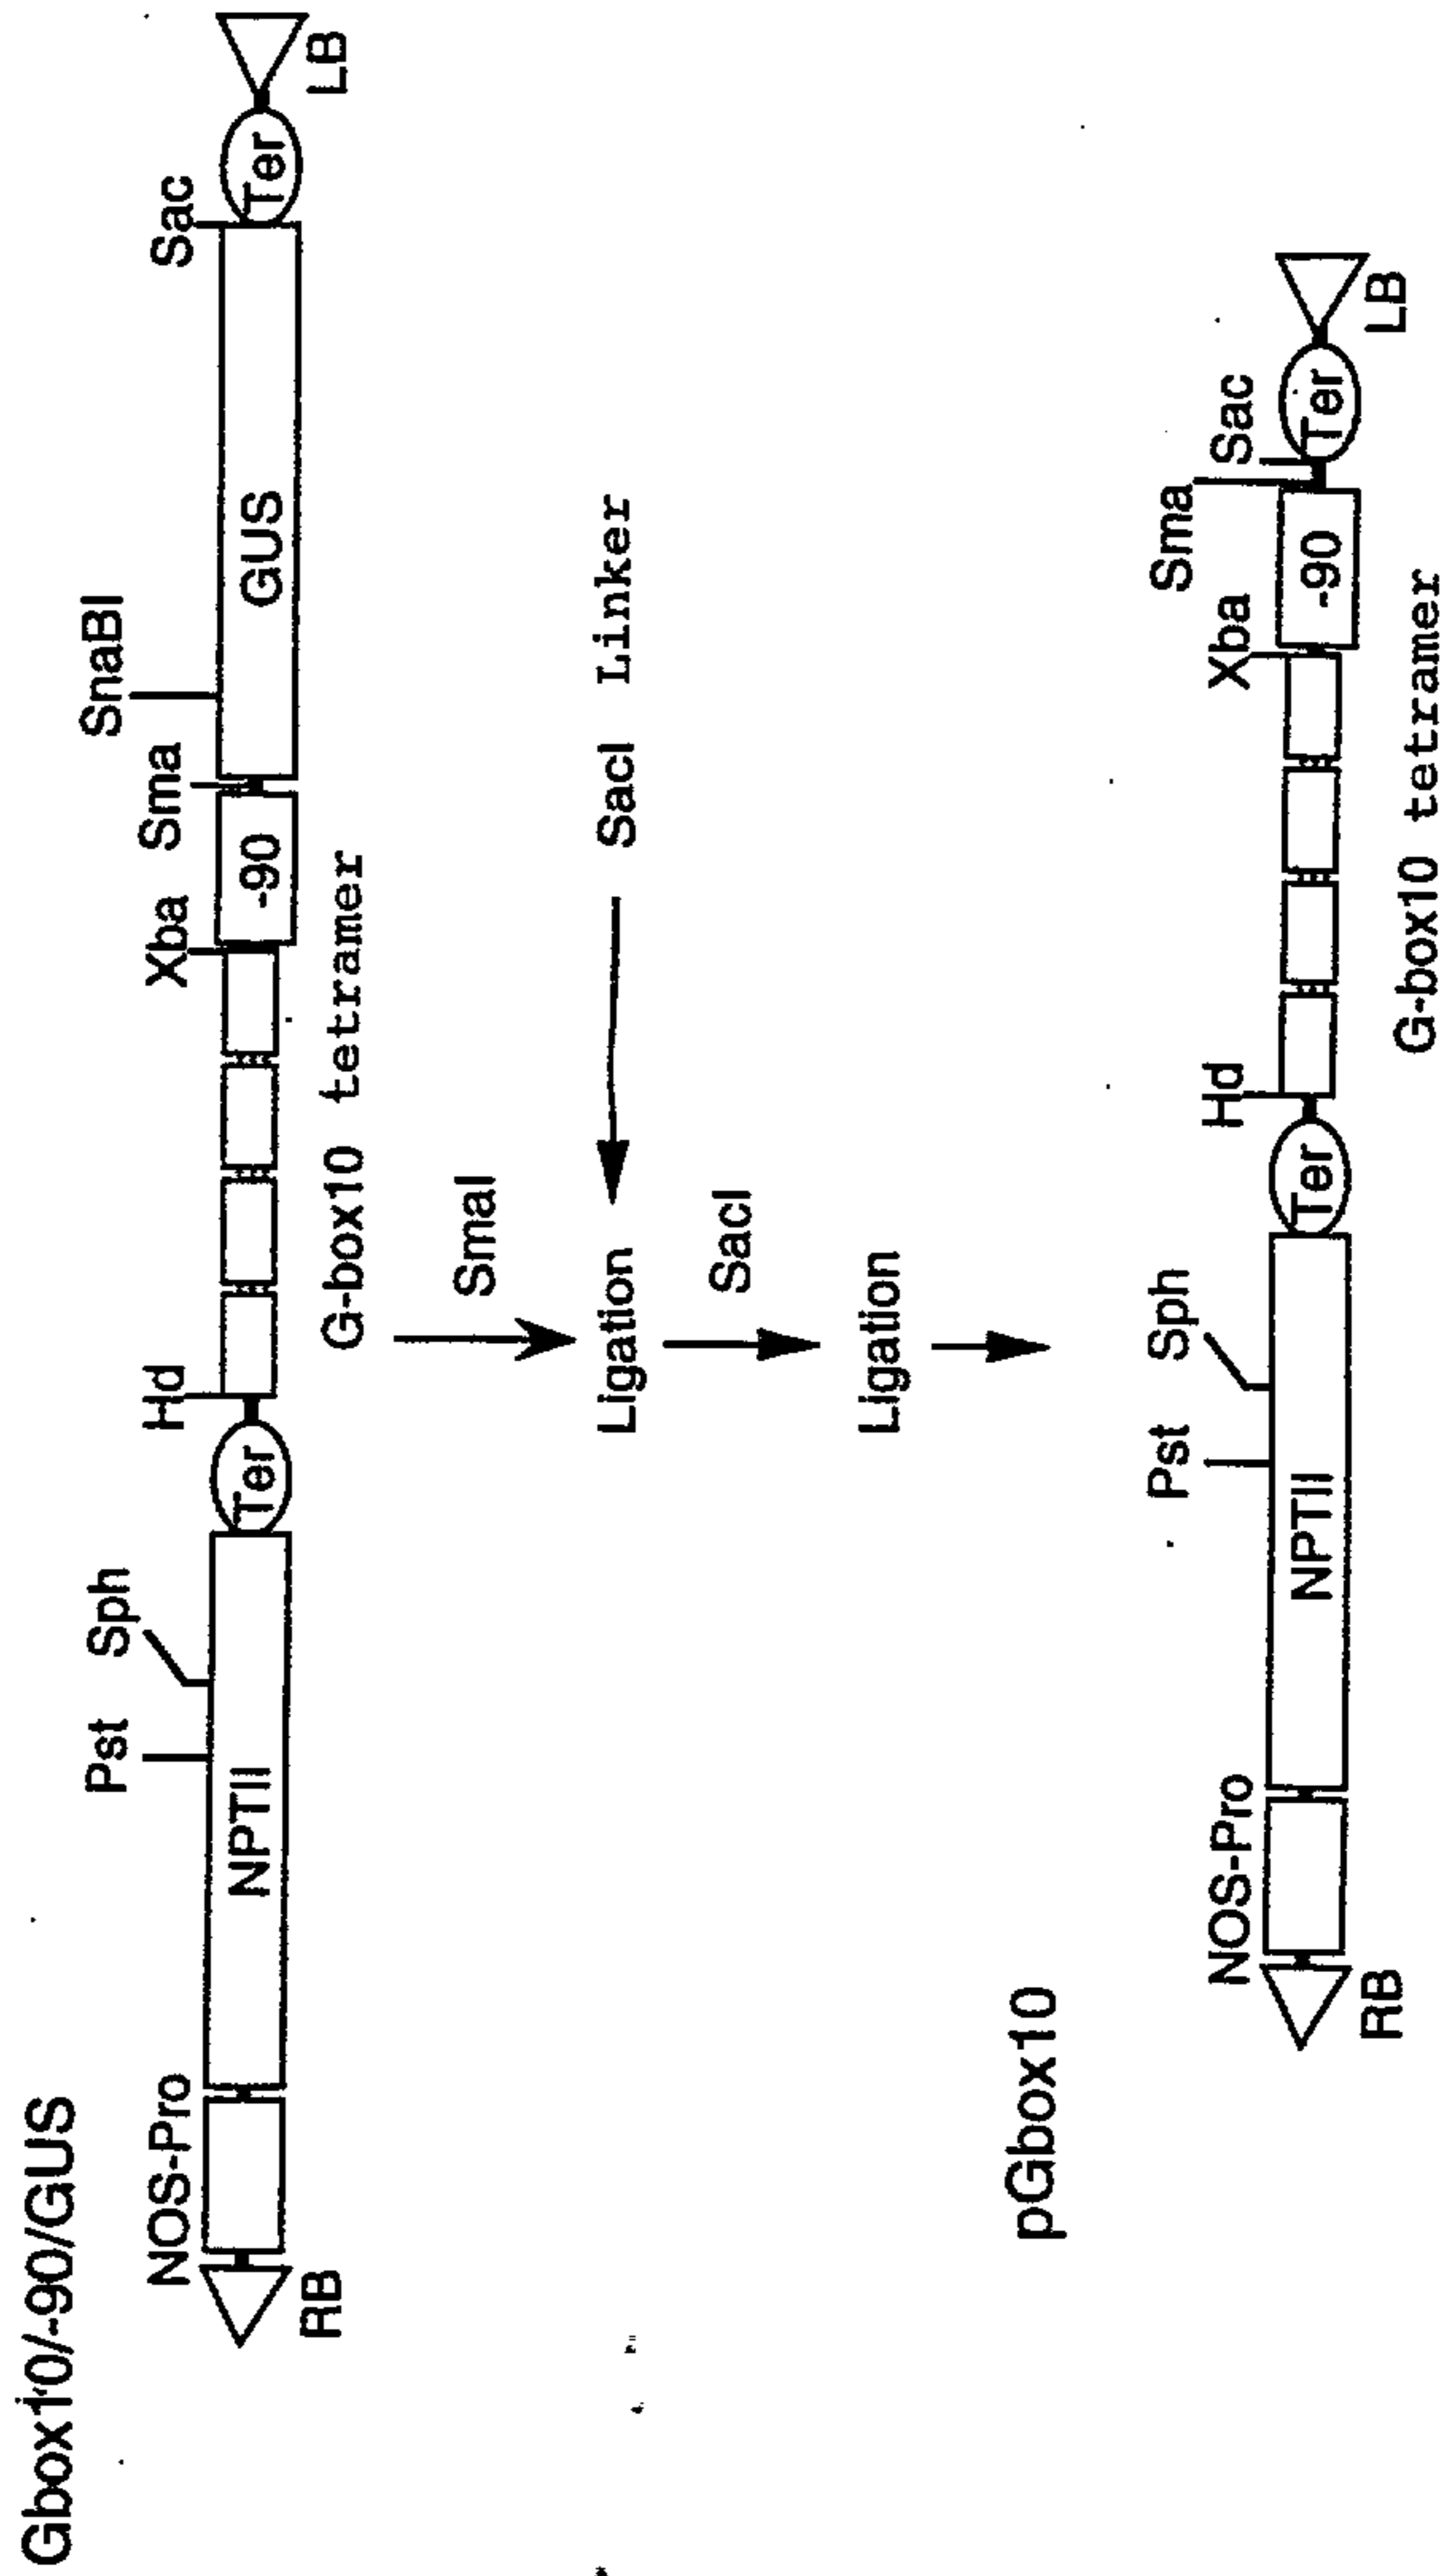 Gbox10/-90/GUS
NOS-Pro
Pst
Sph
Hd
Xba
Sma
SnaBI
Sac
RB
NPTII
Ter
-90
GUS
Ter
LB
G-box10 tetramer
SmaI
Ligation
SacI Linker
SacI
Ligation
pGbox10
NOS-Pro
Pst
Sph
Hd
Xba
Sma
Sac
RB
NPTII
Ter
-90
Ter
LB
G-box10 tetramer